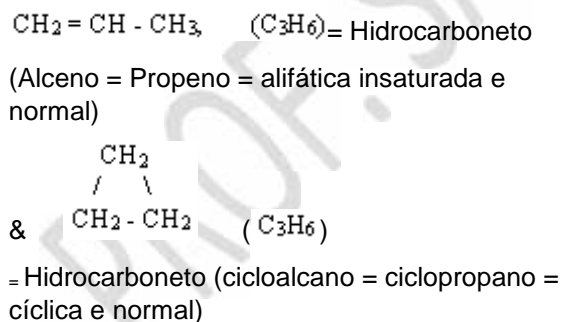 CH₂ = CH - CH₃, (C₃H₆) = Hidrocarboneto
(Alceno = Propeno = alifática insaturada e
normal)
CH₂
/ \
& CH₂ - CH₂ ( C₃H₆ )
= Hidrocarboneto (cicloalcano = ciclopropano =
cíclica e normal)
PROF. S